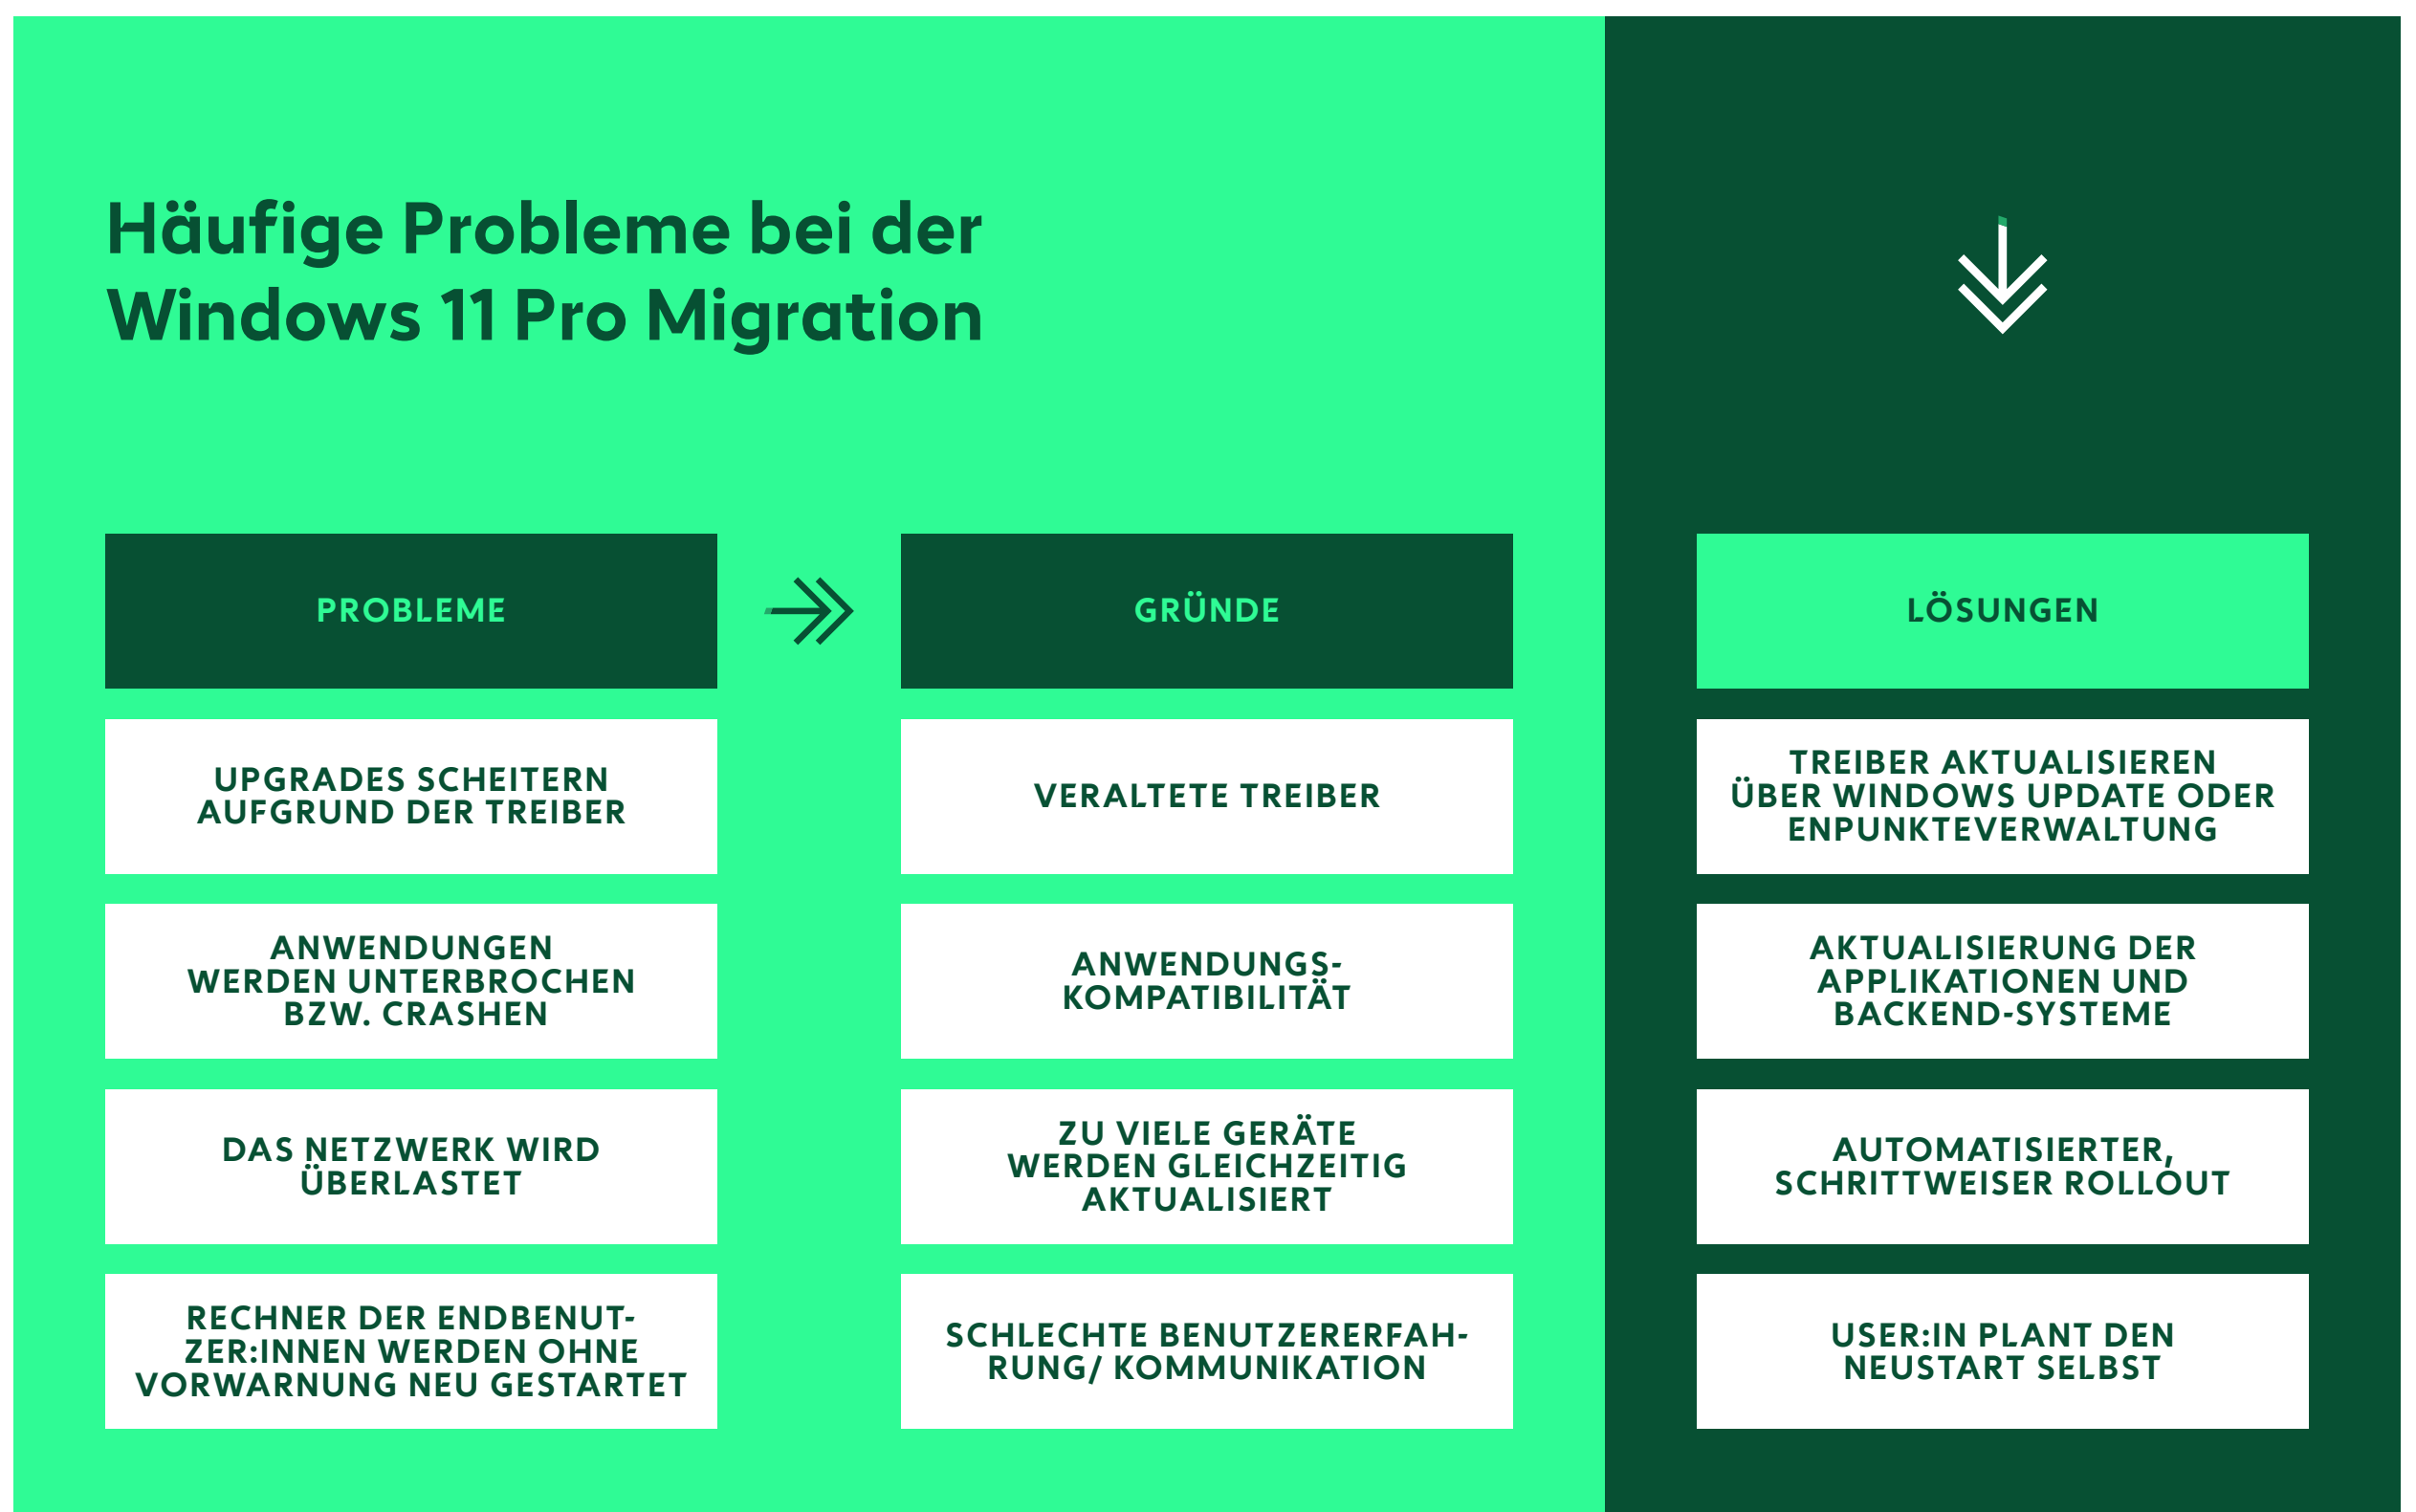 Häufige Probleme bei der
Windows 11 Pro Migration
PROBLEME
GRÜNDE
LÖSUNGEN
UPGRADES SCHEITERN
AUFGRUND DER TREIBER
VERALTETE TREIBER
TREIBER AKTUALISIEREN
ÜBER WINDOWS UPDATE ODER
ENPUNKTEVERWALTUNG
ANWENDUNGEN
WERDEN UNTERBROCHEN
BZW. CRASHEN
ANWENDUNGS-
KOMPATIBILITÄT
AKTUALISIERUNG DER
APPLIKATIONEN UND
BACKEND-SYSTEME
DAS NETZWERK WIRD
ÜBERLASTET
ZU VIELE GERÄTE
WERDEN GLEICHZEITIG
AKTUALISIERT
AUTOMATISIERTER,
SCHRITTWEISER ROLLOUT
RECHNER DER ENDBENUT-
ZER:INNEN WERDEN OHNE
VORWARNUNG NEU GESTARTET
SCHLECHTE BENUTZERERFAH-
RUNG/ KOMMUNIKATION
USER:IN PLANT DEN
NEUSTART SELBST